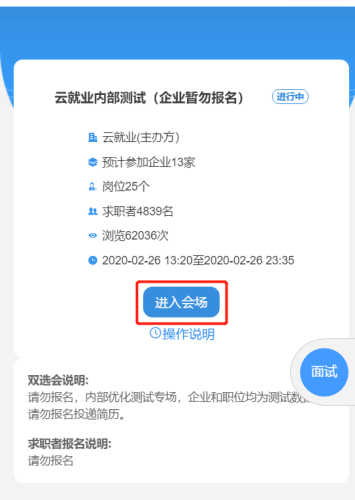 云就业内部测试（企业暂勿报名） 进行中
云就业(主办方)
预计参加企业13家
岗位25个
求职者4839名
浏览62036次
2020-02-26 13:20至2020-02-26 23:35
进入会场
操作说明
面试
双选会说明:
请勿报名，内部优化测试专场，企业和职位均为测试数
请勿报名投递简历。
求职者报名说明:
请勿报名